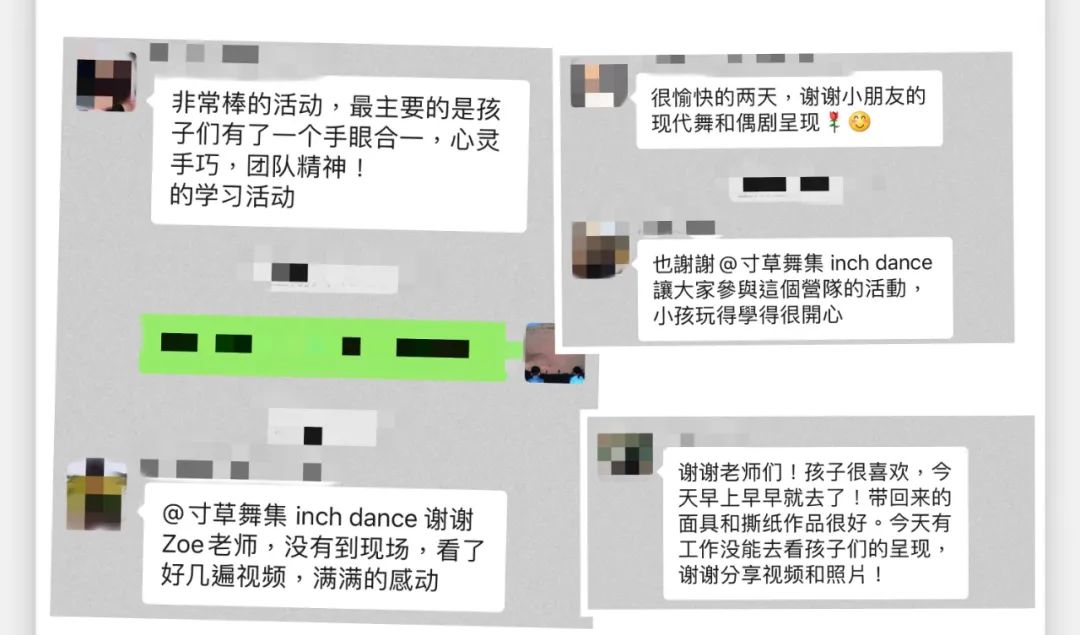 非常棒的活动，最主要的是孩
子们有了一个手眼合一，心灵
手巧，团队精神！
的学习活动
@寸草舞集 inch dance 谢谢
Zoe老师，没有到现场，看了
好几遍视频，满满的感动
很愉快的两天，谢谢小朋友的
现代舞和偶剧呈现🌹😊
也謝謝@寸草舞集 inch dance
讓大家參與這個營隊的活動，
小孩玩得學得很開心
谢谢老师们！孩子很喜欢，今
天早上早早就去了！带回来的
面具和撕纸作品很好。今天有
工作没能去看孩子们的呈现，
谢谢分享视频和照片！